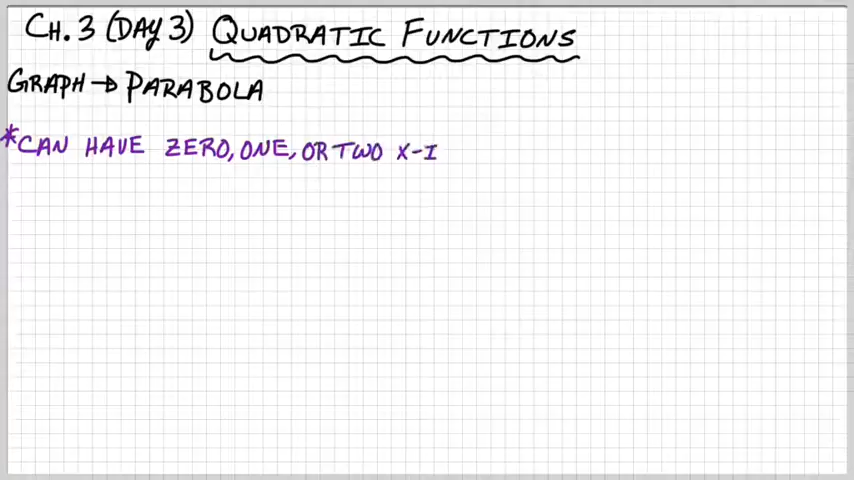 CH. 3 (DAY 3) QUADRATIC FUNCTIONS
GRAPH → PARABOLA
*CAN HAVE ZERO, ONE, OR TWO X-I